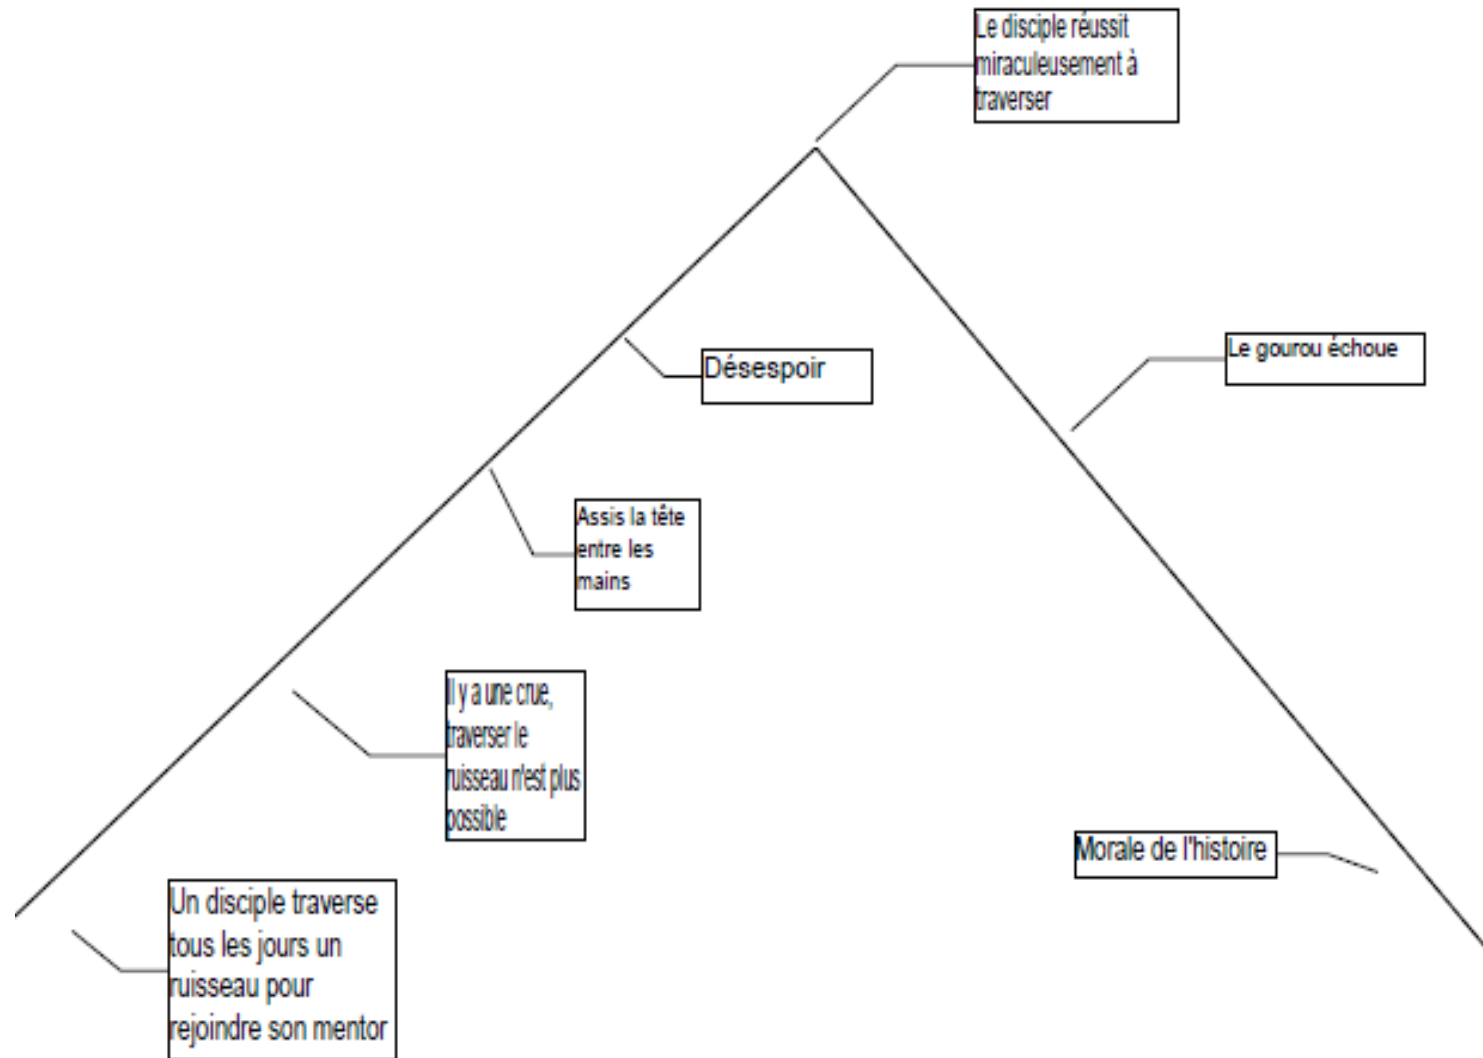 Le disciple réussit
miraculeusement à
traverser
Le gourou échoue
Désespoir
Assis la tête
entre les
mains
Il y a une crue,
traverser le
ruisseau n'est plus
possible
Morale de l'histoire
Un disciple traverse
tous les jours un
ruisseau pour
rejoindre son mentor